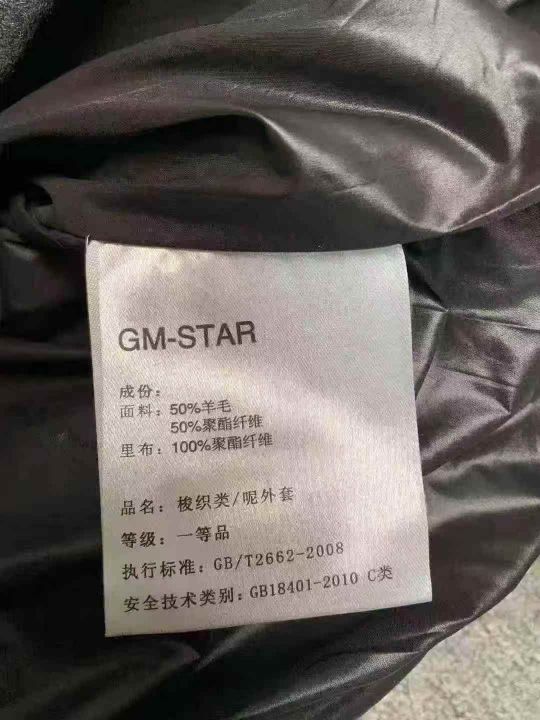 GM-STAR
成份：
面料：50%羊毛
50%聚酯纤维
里布：100%聚酯纤维
品名：梭织类/呢外套
等级：一等品
执行标准：GB/T2662-2008
安全技术类别：GB18401-2010 C类